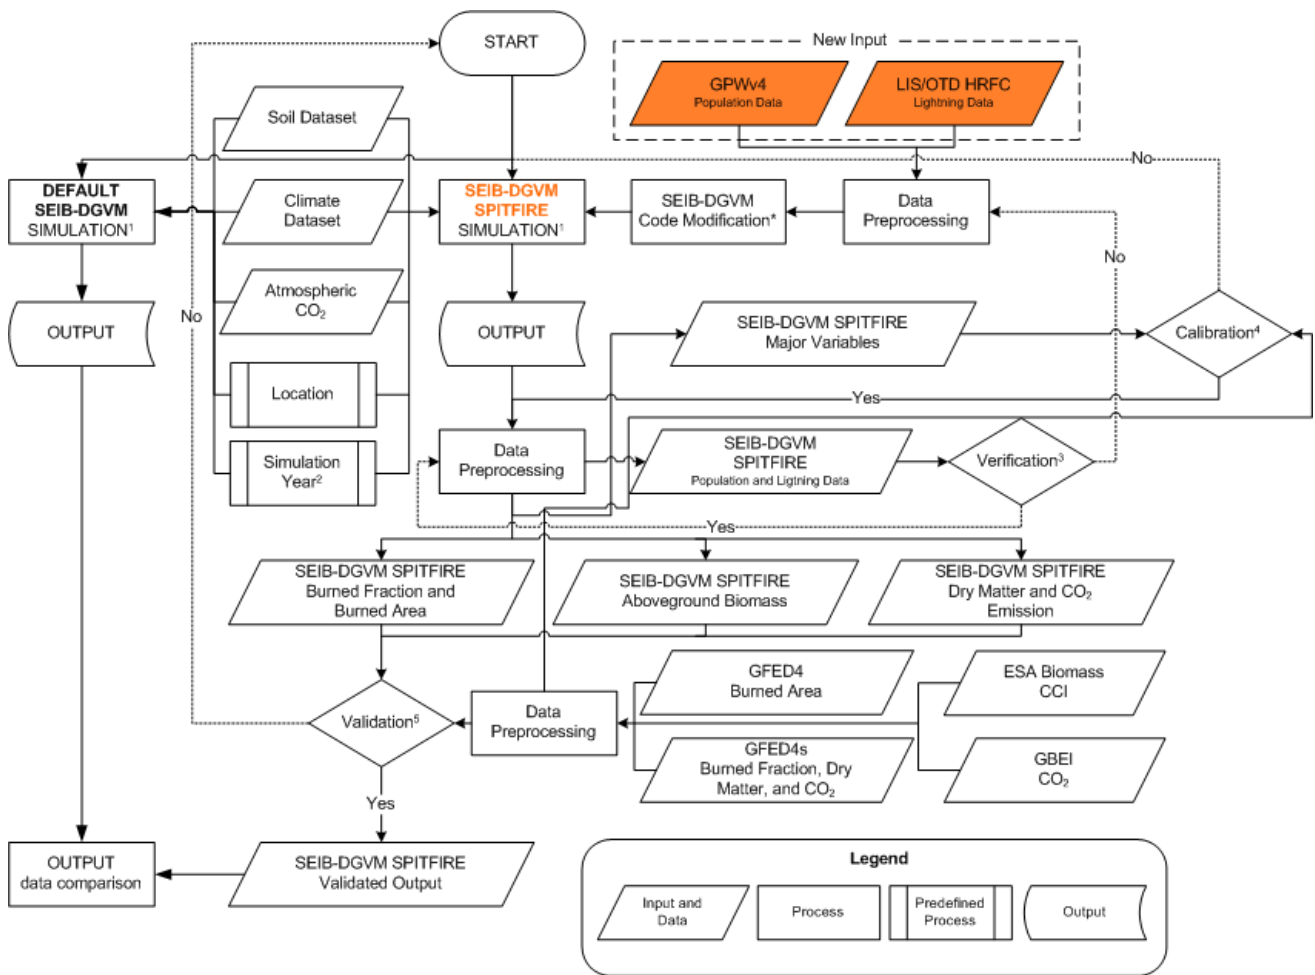 START
New Input
GPWv4
Population Data
LIS/OTD HRFC
Lightning Data
Soil Dataset
No
DEFAULT
SEIB-DGVM
SIMULATION¹
Climate
Dataset
SEIB-DGVM
SPITFIRE
SIMULATION¹
SEIB-DGVM
Code Modification*
Data
Preprocessing
No
Atmospheric
CO₂
No
OUTPUT
OUTPUT
SEIB-DGVM SPITFIRE
Major Variables
Calibration⁴
Location
Yes
Simulation
Year²
Data
Preprocessing
SEIB-DGVM
SPITFIRE
Population and Ligtning Data
Verification³
Yes
SEIB-DGVM SPITFIRE
Burned Fraction and
Burned Area
SEIB-DGVM SPITFIRE
Aboveground Biomass
SEIB-DGVM SPITFIRE
Dry Matter and CO₂
Emission
GFED4
Burned Area
ESA Biomass
CCI
Validation⁵
Data
Preprocessing
GFED4s
Burned Fraction, Dry
Matter, and CO₂
GBEI
CO₂
Yes
OUTPUT
data comparison
SEIB-DGVM SPITFIRE
Validated Output
Legend
Input and
Data
Process
Predefined
Process
Output